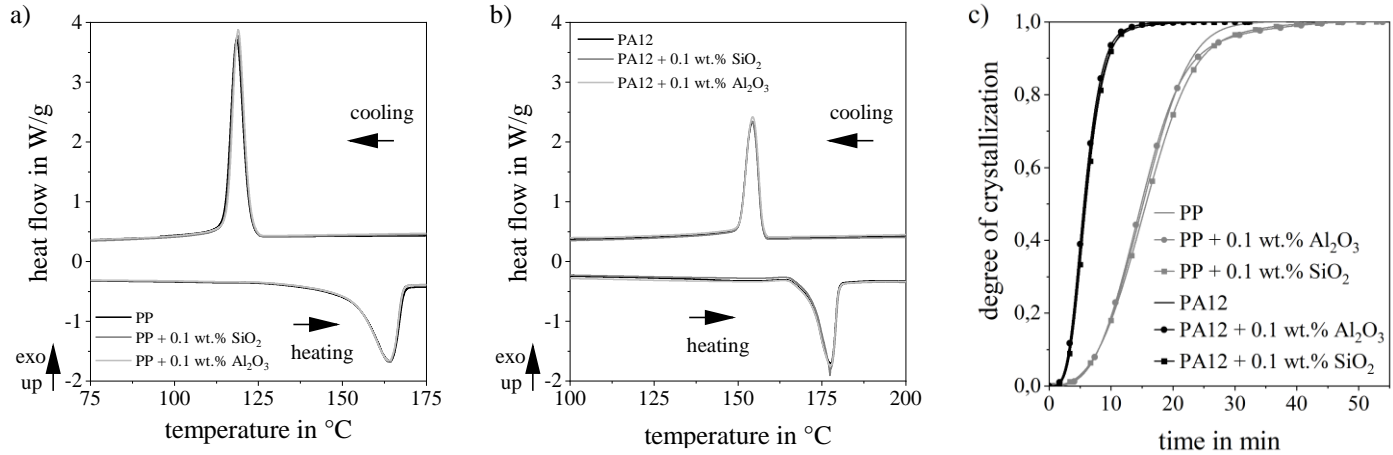 a)
4
3
2
1
0
-1
-2
heat flow in W/g
cooling
heating
PP
PP + 0.1 wt.% SiO₂
PP + 0.1 wt.% Al₂O₃
exo
up
75
100
125
150
175
temperature in °C
b)
4
3
2
1
0
-1
-2
heat flow in W/g
PA12
PA12 + 0.1 wt.% SiO₂
PA12 + 0.1 wt.% Al₂O₃
cooling
heating
exo
up
100
125
150
175
200
temperature in °C
c)
1,0
0,8
0,6
0,4
0,2
0,0
degree of crystallization
PP
PP + 0.1 wt.% Al₂O₃
PP + 0.1 wt.% SiO₂
PA12
PA12 + 0.1 wt.% Al₂O₃
PA12 + 0.1 wt.% SiO₂
0
10
20
30
40
50
time in min